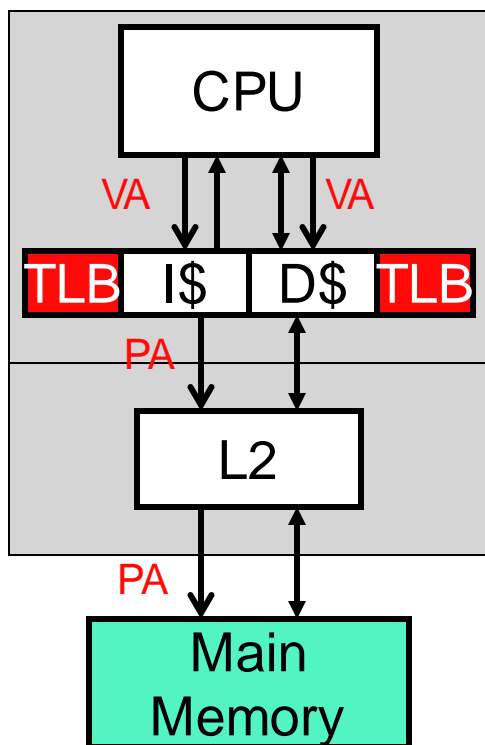 CPU
VA VA
TLB I$ D$ TLB
PA
L2
PA
Main
Memory